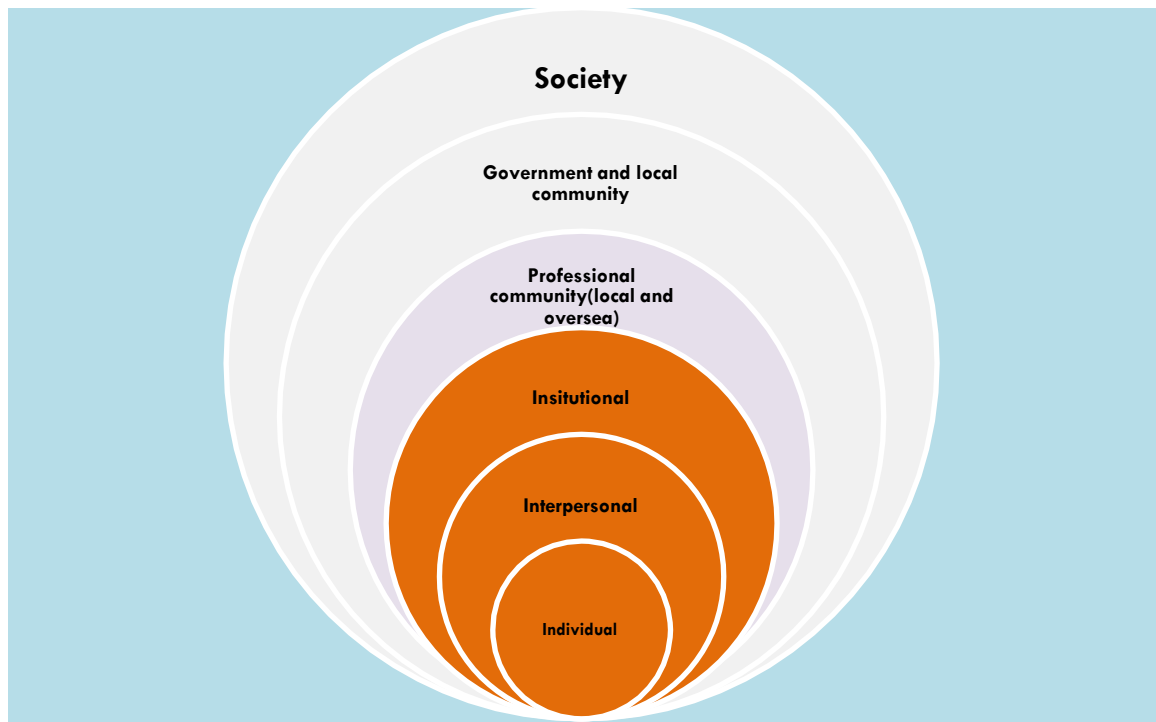 Society
Government and local
community
Professional
community(local and
oversea)
Insitutional
Interpersonal
Individual